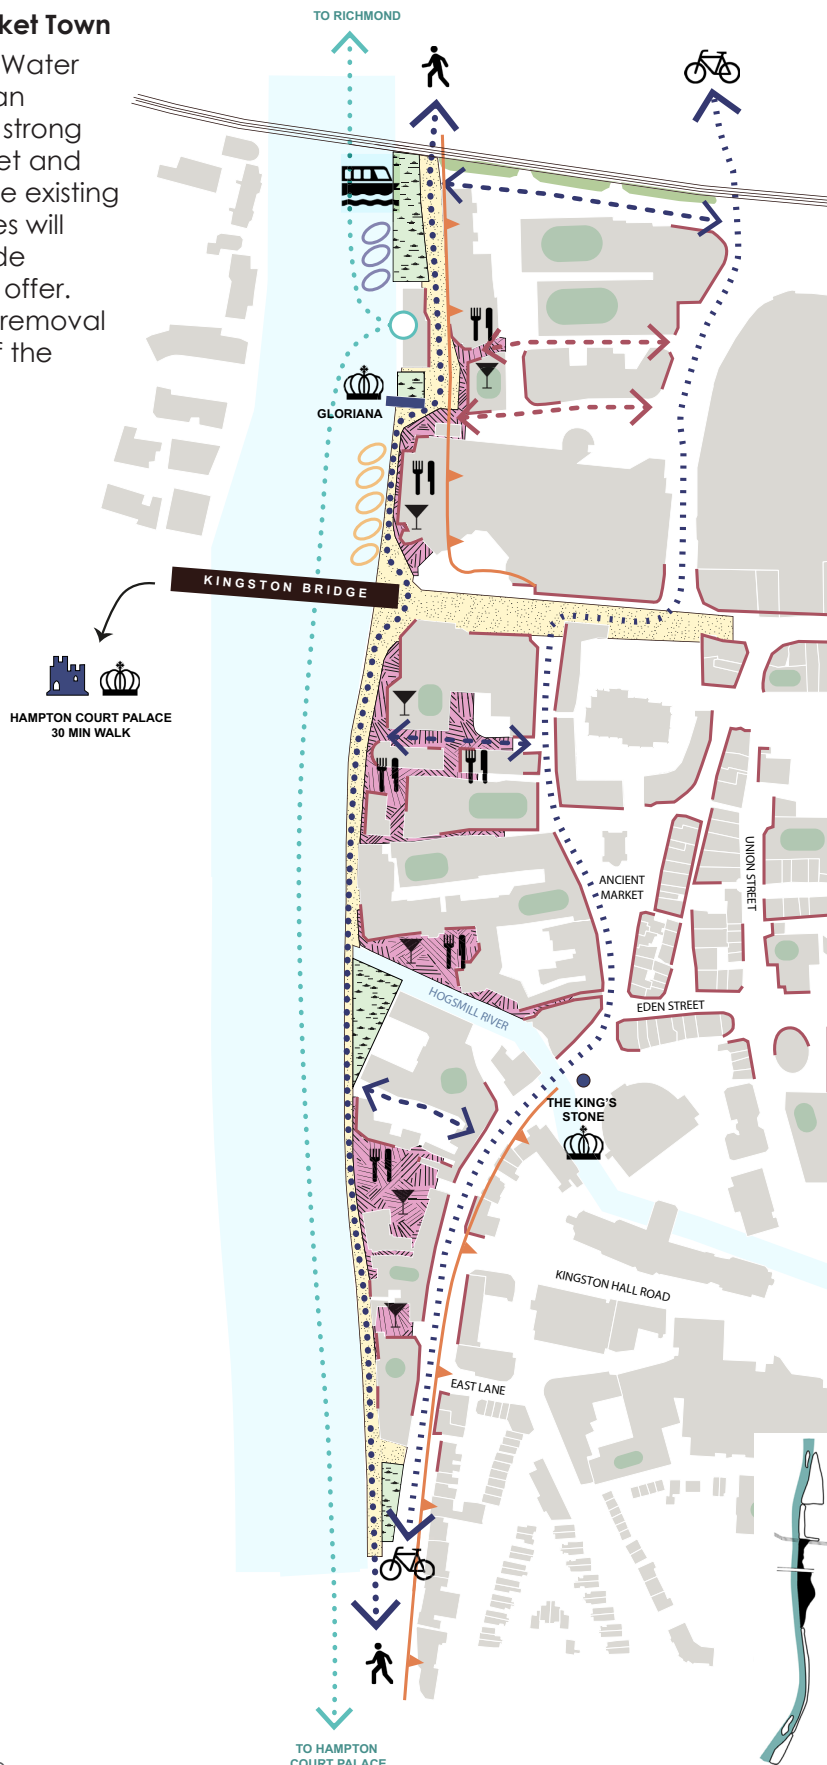 ket Town
Water
an
strong
et and
e existing
es will
de
offer.
removal
f the
TO RICHMOND
GLORIANA
KINGSTON BRIDGE
HAMPTON COURT PALACE
30 MIN WALK
ANCIENT
MARKET
UNION STREET
HOGSMILL RIVER
EDEN STREET
THE KING'S
STONE
KINGSTON HALL ROAD
EAST LANE
TO HAMPTON
COURT PALACE